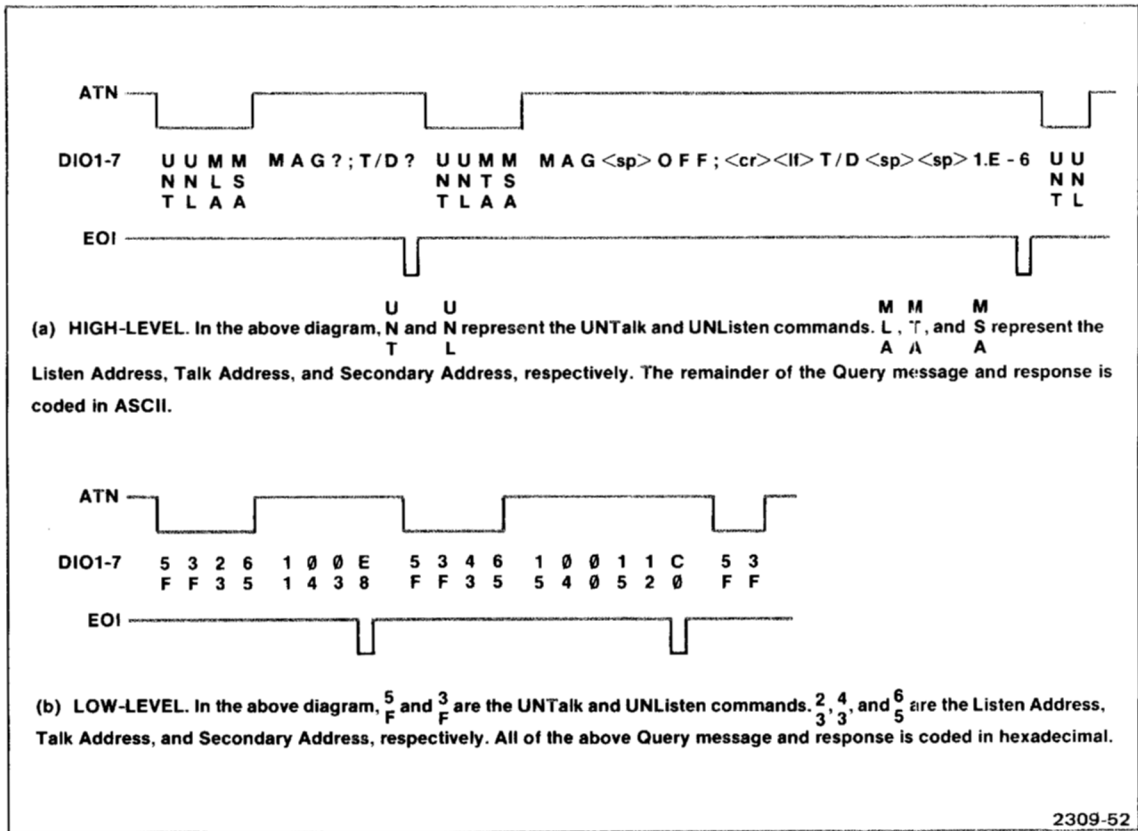 ATN
DIO1-7 U U M M M A G ? ; T / D ? U U M M M A G <sp> O F F ; <cr> <lf> T / D <sp> <sp> 1.E - 6 U U
N N L S N N T S N N
T L A A T L A A T L
EOI
U U M M M
(a) HIGH-LEVEL. In the above diagram, N and N represent the UNTalk and UNListen commands. L , T, and S represent the
T L A A A
Listen Address, Talk Address, and Secondary Address, respectively. The remainder of the Query message and response is
coded in ASCII.
ATN
DIO1-7 5 3 2 6 1 0 0 E 5 3 4 6 1 0 0 1 1 C 5 3
F F 3 5 1 4 3 8 F F 3 5 5 4 0 5 2 0 F F
EOI
(b) LOW-LEVEL. In the above diagram, 5 and 3 are the UNTalk and UNListen commands. 2, 4, and 6 are the Listen Address,
F F 3 3 5
Talk Address, and Secondary Address, respectively. All of the above Query message and response is coded in hexadecimal.
2309-52